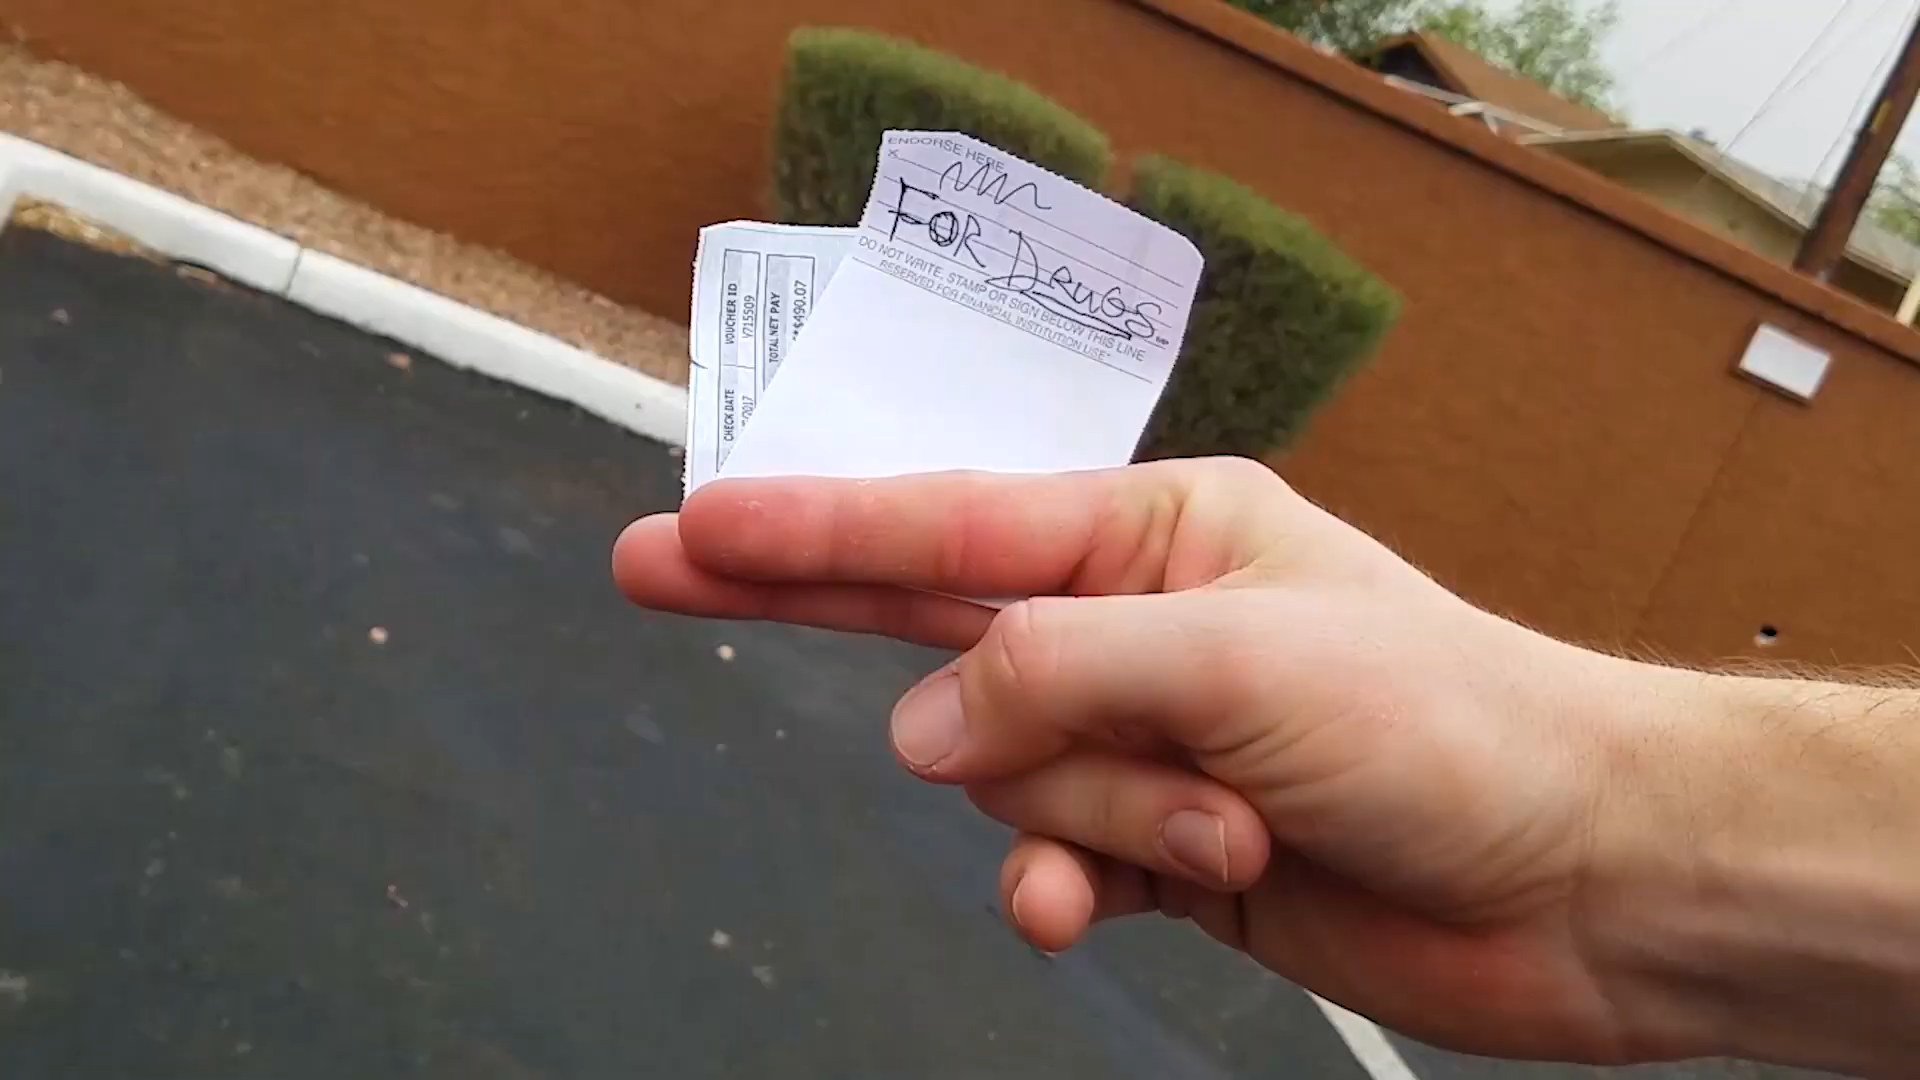 ENDORSE HERE
X
FOR DRUGS
DO NOT WRITE, STAMP OR SIGN BELOW THIS LINE
RESERVED FOR FINANCIAL INSTITUTION USE*
CHECK DATE
VOUCHER ID
/2017
V715509
TOTAL NET PAY
**$490.07